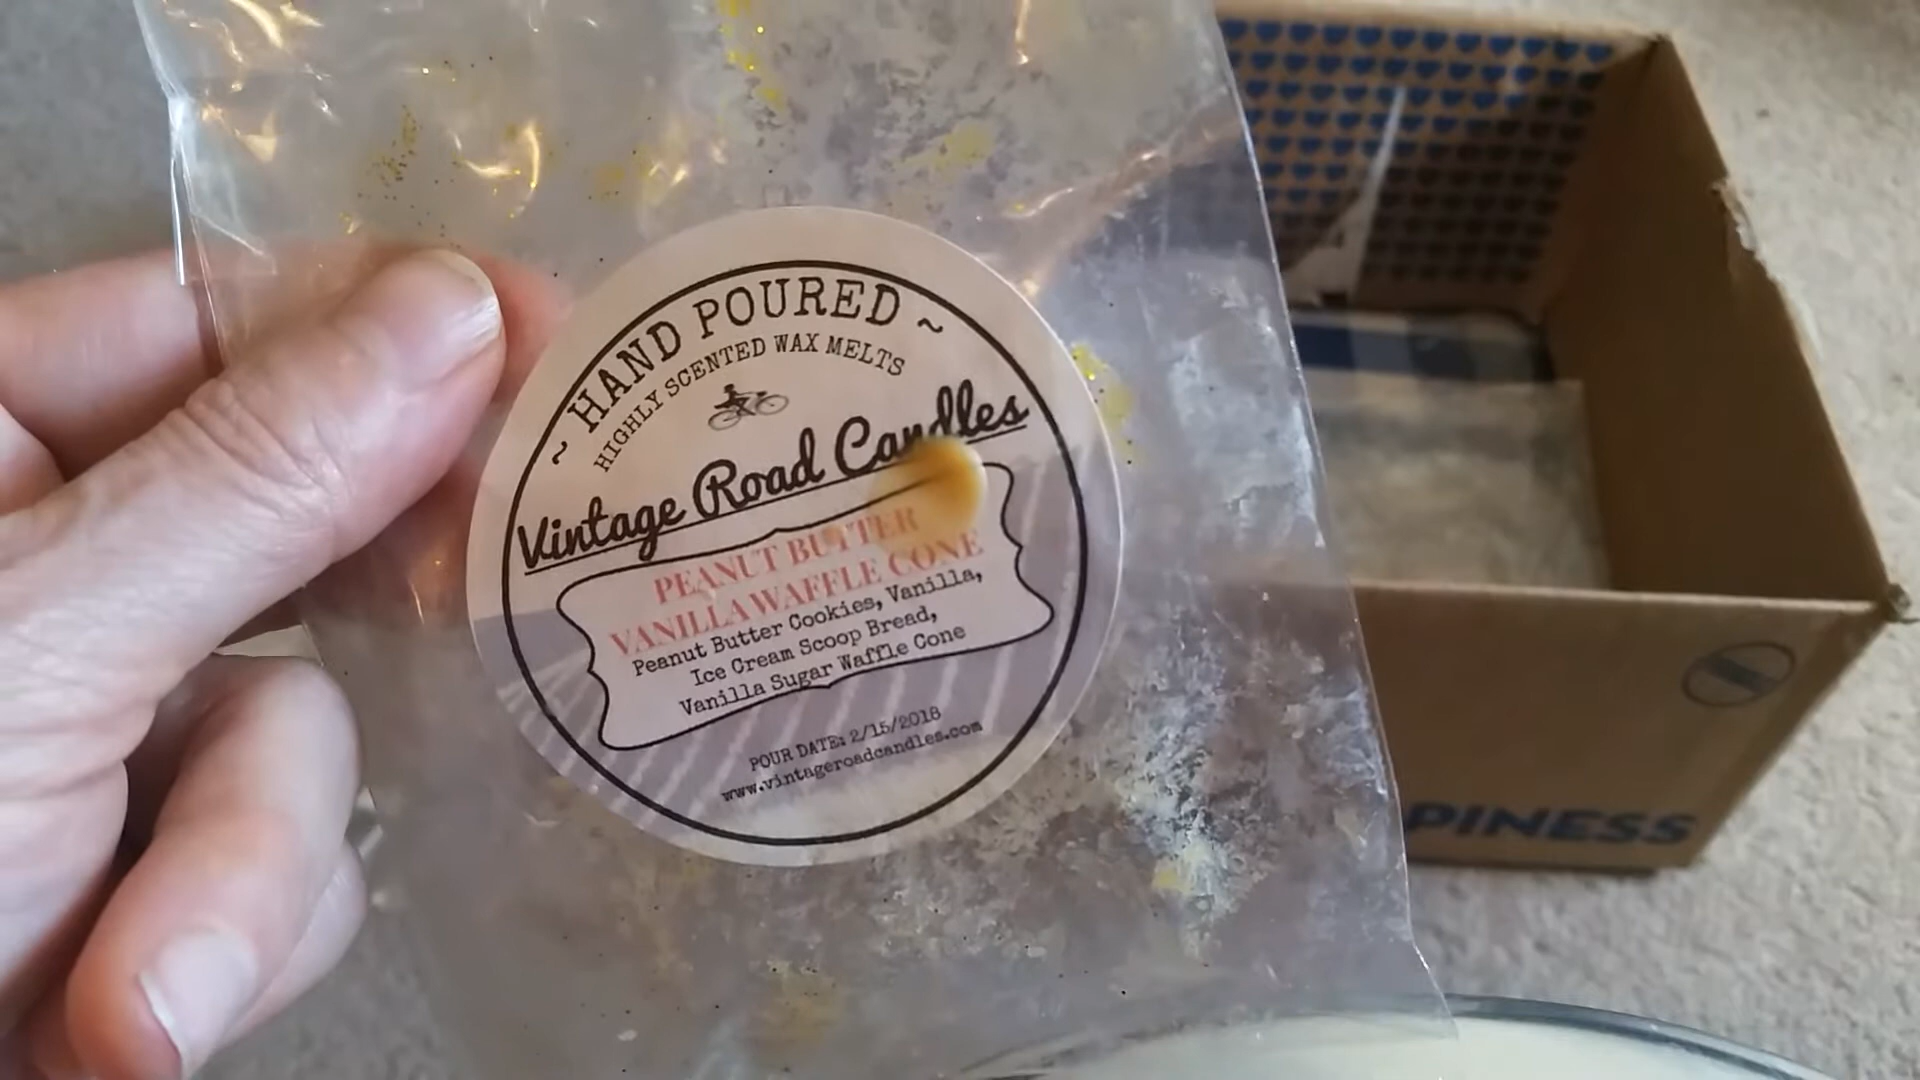 ~ HAND POURED ~
HIGHLY SCENTED WAX MELTS
Vintage Road Candles
PEANUT BUTTER
VANILLA WAFFLE CONE
Peanut Butter Cookies, Vanilla,
Ice Cream Scoop Bread,
Vanilla Sugar Waffle Cone
POUR DATE: 2/15/2018
www.vintageroadcandles.com
PINESS